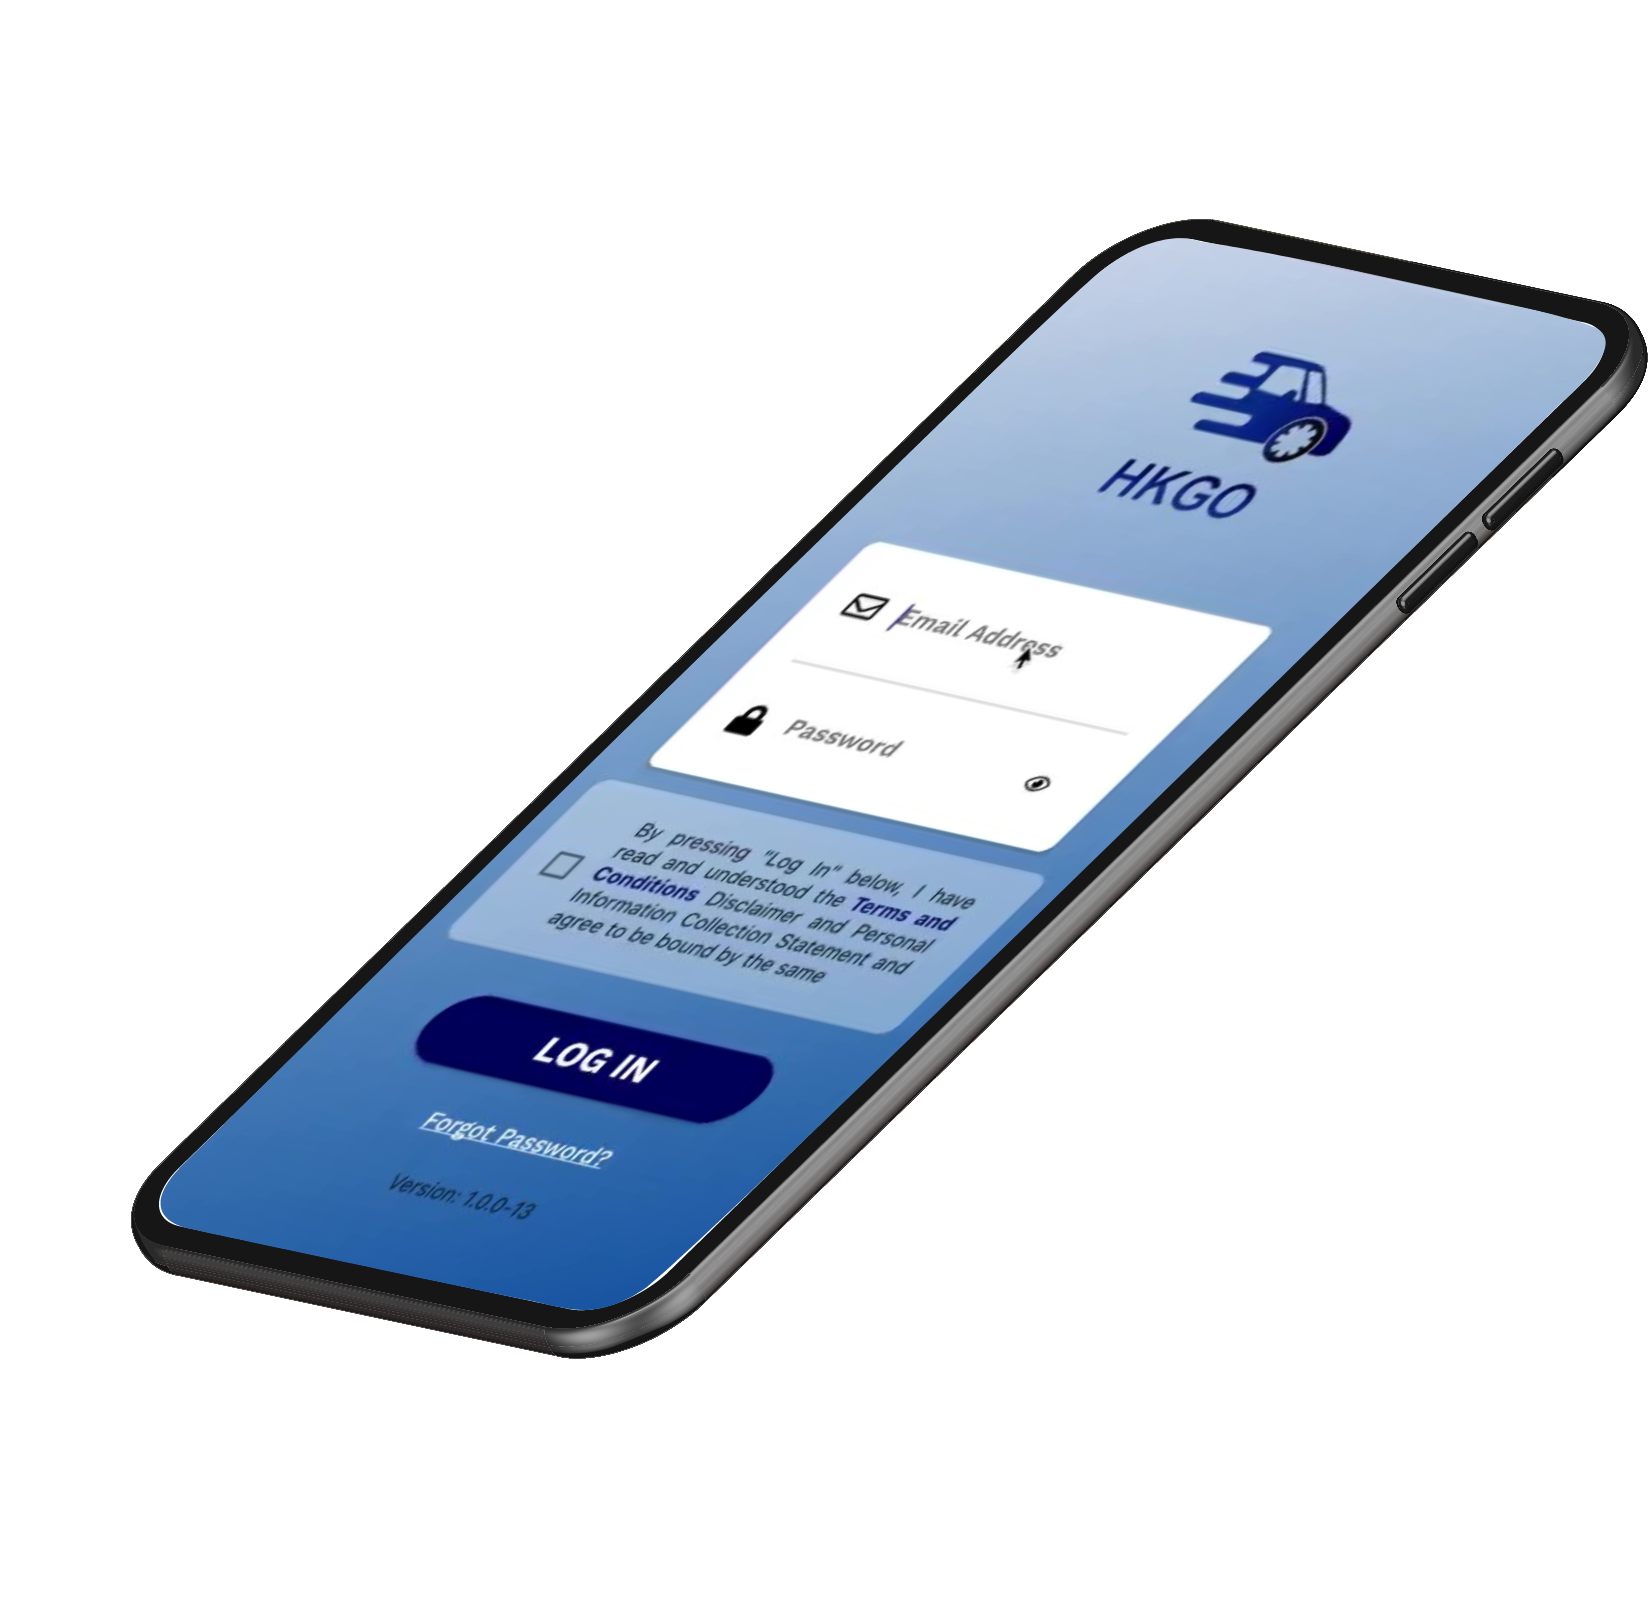 HKGO
Email Address
Password
By pressing "Log In" below, I have
read and understood the Terms and
Conditions Disclaimer and Personal
Information Collection Statement and
agree to be bound by the same
LOG IN
Forgot Password?
Version: 1.0.0-13